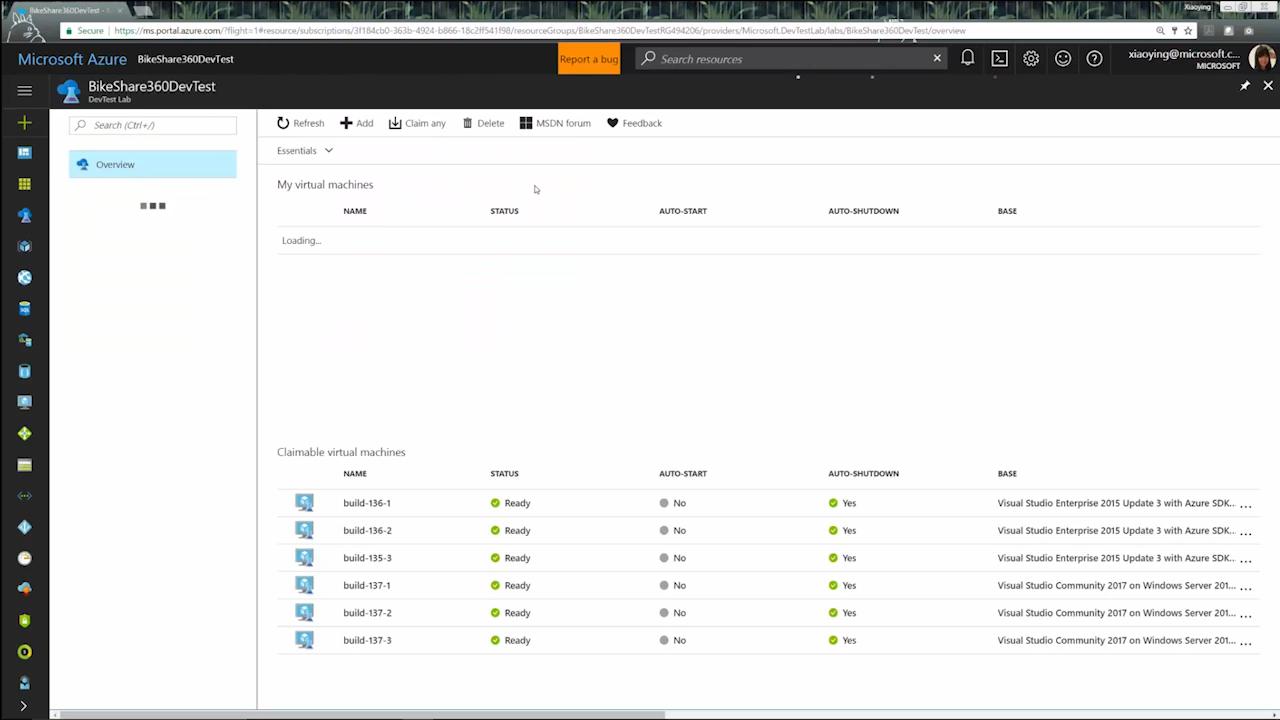 BikeShare360DevTest -
Xiaoying
Secure https://ms.portal.azure.com/?flight=1#resource/subscriptions/3f184cb0-363b-4924-b866-18c2ff541f98/resourceGroups/BikeShare360DevTestRG494206/providers/Microsoft.DevTestLab/labs/BikeShare360DevTest/overview
Microsoft Azure BikeShare360DevTest Report a bug Search resources xiaoying@microsoft.c...
MICROSOFT
BikeShare360DevTest
DevTest Lab
Search (Ctrl+/) Refresh Add Claim any Delete MSDN forum Feedback
Essentials
Overview
My virtual machines
NAME STATUS AUTO-START AUTO-SHUTDOWN BASE
Loading...
Claimable virtual machines
NAME STATUS AUTO-START AUTO-SHUTDOWN BASE
build-136-1 Ready No Yes Visual Studio Enterprise 2015 Update 3 with Azure SDK... ...
build-136-2 Ready No Yes Visual Studio Enterprise 2015 Update 3 with Azure SDK... ...
build-135-3 Ready No Yes Visual Studio Enterprise 2015 Update 3 with Azure SDK... ...
build-137-1 Ready No Yes Visual Studio Community 2017 on Windows Server 201... ...
build-137-2 Ready No Yes Visual Studio Community 2017 on Windows Server 201... ...
build-137-3 Ready No Yes Visual Studio Community 2017 on Windows Server 201... ...